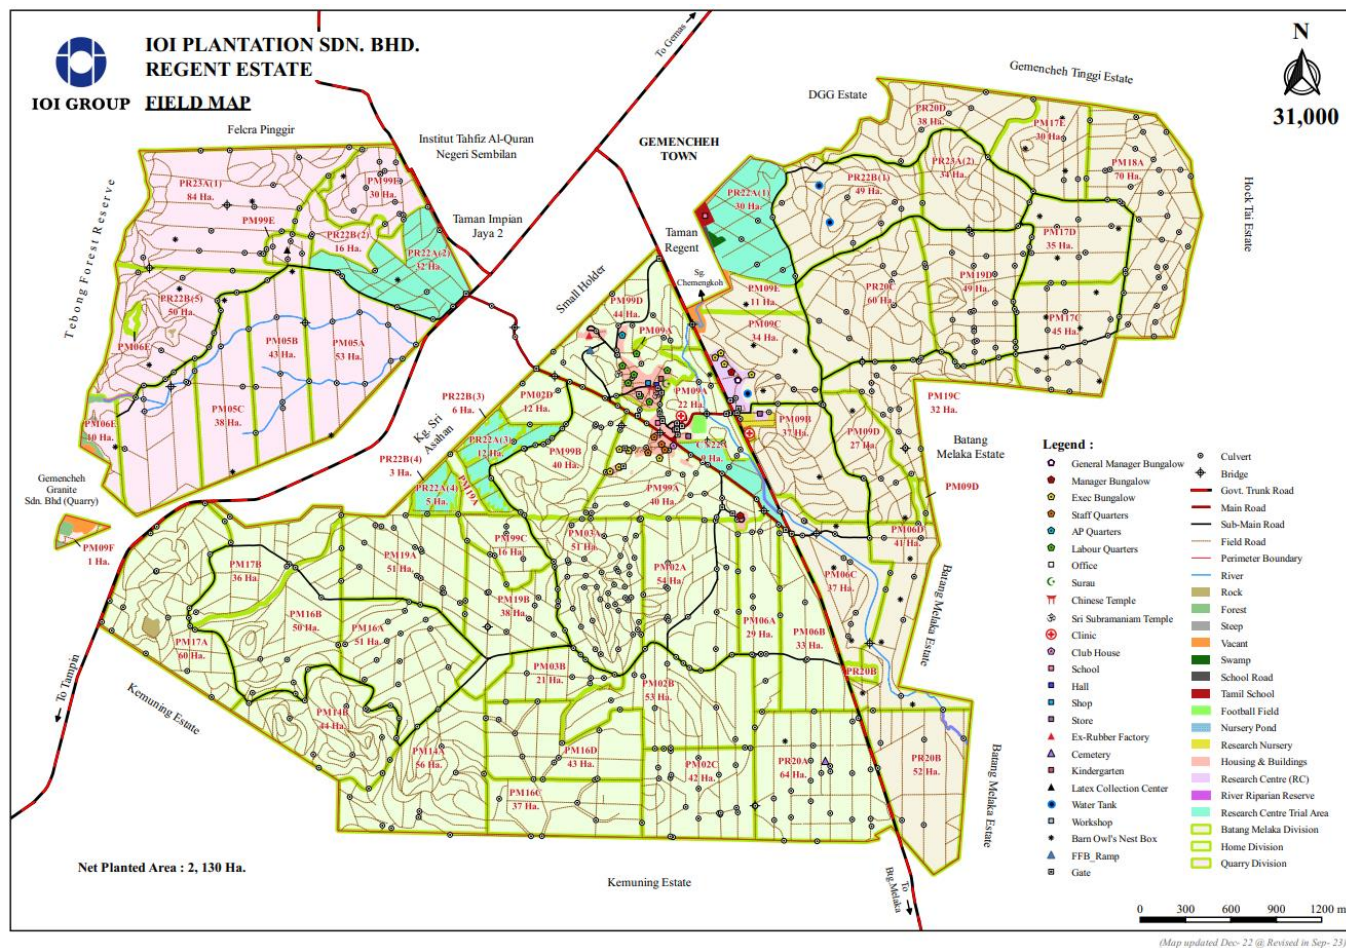 IOI GROUP
IOI PLANTATION SDN. BHD.
REGENT ESTATE
FIELD MAP
N
31,000
To Gemas
Gemencheh Tinggi Estate
DGG Estate
Felcra Pinggir
Institut Tahfiz Al-Quran
Negeri Sembilan
GEMENCHEH
TOWN
Taman Impian
Jaya 2
Taman
Regent
Sg.
Chemengkoh
Small Holder
Tebong Forest Reserve
Hock Tai Estate
PR20D
38 Ha.
PM17E
30 Ha.
PR23A(2)
34 Ha.
PM18A
70 Ha.
PR22A(1)
30 Ha.
PR22B(1)
49 Ha.
PR23A(1)
84 Ha.
30 Ha.
PM99E
PR22B(2)
16 Ha.
PR22A(2)
32 Ha.
PM17D
35 Ha.
PM19D
49 Ha.
PR20C
60 Ha.
PM17C
45 Ha.
PM09E
11 Ha.
PM09C
34 Ha.
PR22B(5)
50 Ha.
PM06E
PM05B
43 Ha.
PM05A
53 Ha.
PM05C
38 Ha.
PM06E
10 Ha.
PM99D
44 Ha.
PM09A
PM09A
22 Ha.
PM09B
37 Ha.
PM09D
27 Ha.
PM19C
32 Ha.
PM09D
Batang
Melaka Estate
PR22B(3)
6 Ha.
PM02D
12 Ha.
Kg. Sri
Asahan
PR22A(3)
12 Ha.
PR22B(4)
3 Ha.
PR22A(4)
5 Ha.
PM19A
PM99B
40 Ha.
PM99A
40 Ha.
9 Ha.
Gemencheh
Granite
Sdn. Bhd (Quarry)
PM09F
1 Ha.
PM17B
36 Ha.
PM19A
51 Ha.
PM99C
16 Ha.
PM03A
51 Ha.
PM02A
54 Ha.
PM06D
41 Ha.
PM06C
37 Ha.
PM16B
50 Ha.
PM16A
51 Ha.
PM19B
38 Ha.
PM06A
29 Ha.
PM06B
33 Ha.
PM17A
60 Ha.
PM03B
21 Ha.
PM02B
53 Ha.
PR20B
PM14B
44 Ha.
PM14A
56 Ha.
PM16D
43 Ha.
PM02C
42 Ha.
PR20A
64 Ha.
PR20B
52 Ha.
PM16C
37 Ha.
Batang Melaka Estate
Batang Melaka Estate
To Tampin
Kemuning Estate
Kemuning Estate
To
Btg.Melaka
Net Planted Area : 2, 130 Ha.
Legend :
General Manager Bungalow
Manager Bungalow
Exec Bungalow
Staff Quarters
AP Quarters
Labour Quarters
Office
Surau
Chinese Temple
Sri Subramaniam Temple
Clinic
Club House
School
Hall
Shop
Store
Ex-Rubber Factory
Cemetery
Kindergarten
Latex Collection Center
Water Tank
Workshop
Barn Owl's Nest Box
FFB_Ramp
Gate
Culvert
Bridge
Govt. Trunk Road
Main Road
Sub-Main Road
Field Road
Perimeter Boundary
River
Rock
Forest
Steep
Vacant
Swamp
School Road
Tamil School
Football Field
Nursery Pond
Research Nursery
Housing & Buildings
Research Centre (RC)
River Riparian Reserve
Research Centre Trial Area
Batang Melaka Division
Home Division
Quarry Division
0 300 600 900 1200 m
(Map updated Dec- 22 @ Revised in Sep- 23)